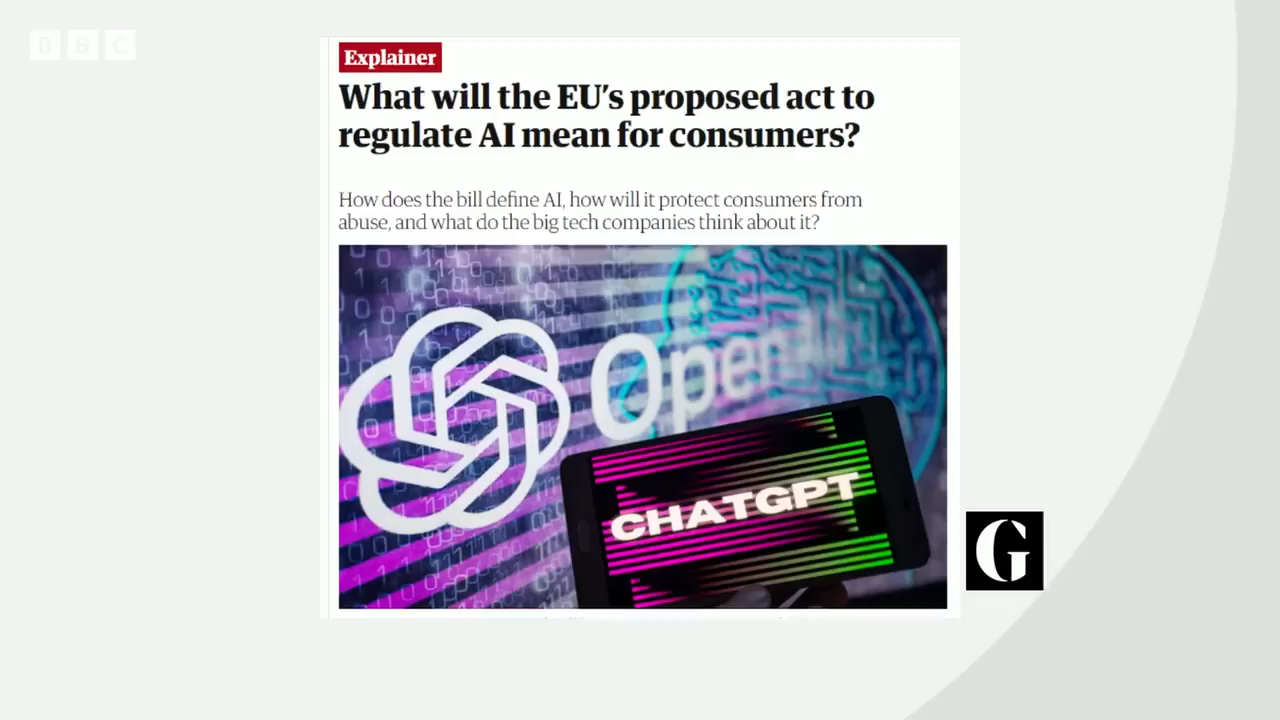 BBC
Explainer
What will the EU's proposed act to
regulate AI mean for consumers?
How does the bill define AI, how will it protect consumers from
abuse, and what do the big tech companies think about it?
Open
CHATGPT
G